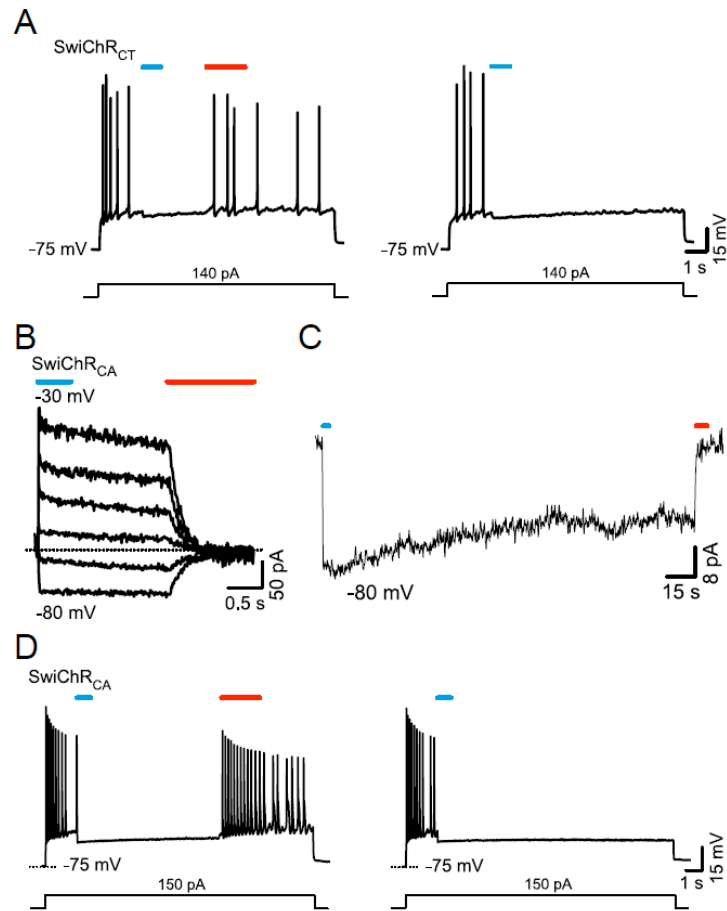 A
SwiChRCT
−75 mV
−75 mV
15 mV
1 s
140 pA
140 pA
B
SwiChRCA
-30 mV
-80 mV
0.5 s
50 pA
C
-80 mV
15 s
8 pA
D
SwiChRCA
-75 mV
-75 mV
15 mV
1 s
150 pA
150 pA